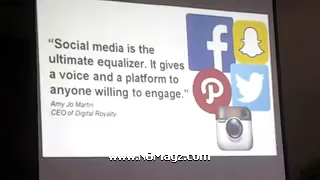 “Social media is the
ultimate equalizer. It gives
a voice and a platform to
anyone willing to engage.”
Amy Jo Martin
CEO of Digital Royalty
www.N5Magz.com